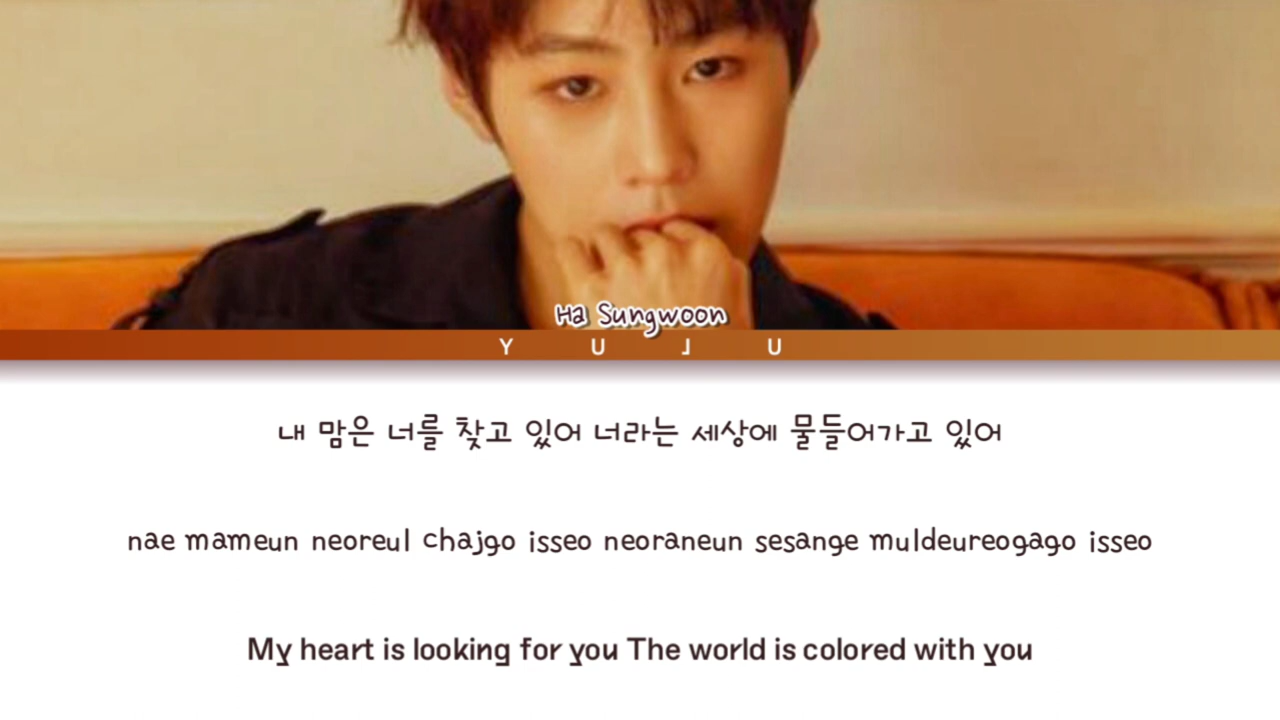 Ha Sungwoon
Y U J U
내 맘은 너를 찾고 있어 너라는 세상에 물들어가고 있어
nae mameun neoreul chajgo isseo neoraneun sesange muldeureogago isseo
My heart is looking for you The world is colored with you